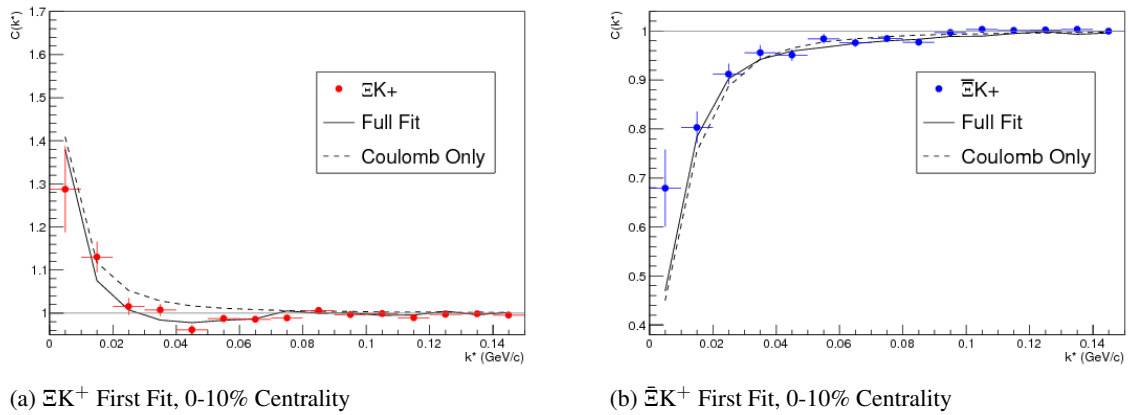 C(k*)
1.7
1.6
1.5
1.4
1.3
1.2
1.1
1
0 0.02 0.04 0.06 0.08 0.1 0.12 0.14
k* (GeV/c)
ΞK+
Full Fit
Coulomb Only
(a) ΞK⁺ First Fit, 0-10% Centrality
C(k*)
1
0.9
0.8
0.7
0.6
0.5
0.4
0 0.02 0.04 0.06 0.08 0.1 0.12 0.14
k* (GeV/c)
Ξ̄K+
Full Fit
Coulomb Only
(b) Ξ̄K⁺ First Fit, 0-10% Centrality